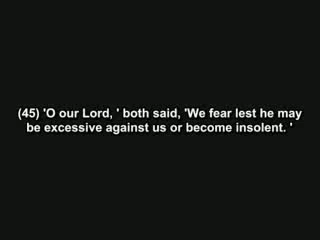 (45) 'O our Lord, ' both said, 'We fear lest he may
be excessive against us or become insolent. '